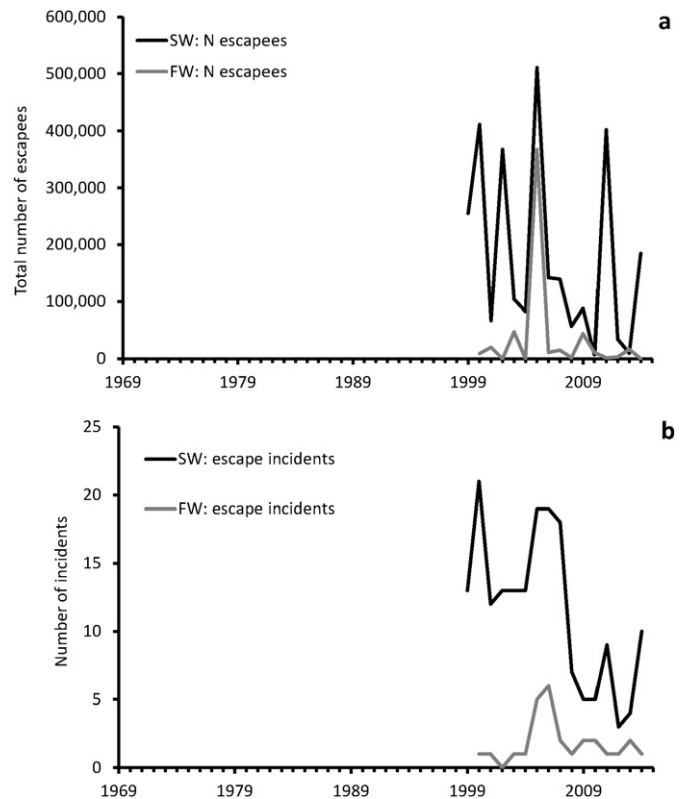 600,000
a
SW: N escapees
500,000
FW: N escapees
400,000
300,000
200,000
100,000
0
Total number of escapees
1969 1979 1989 1999 2009
25
b
SW: escape incidents
20
FW: escape incidents
15
10
5
0
Number of incidents
1969 1979 1989 1999 2009